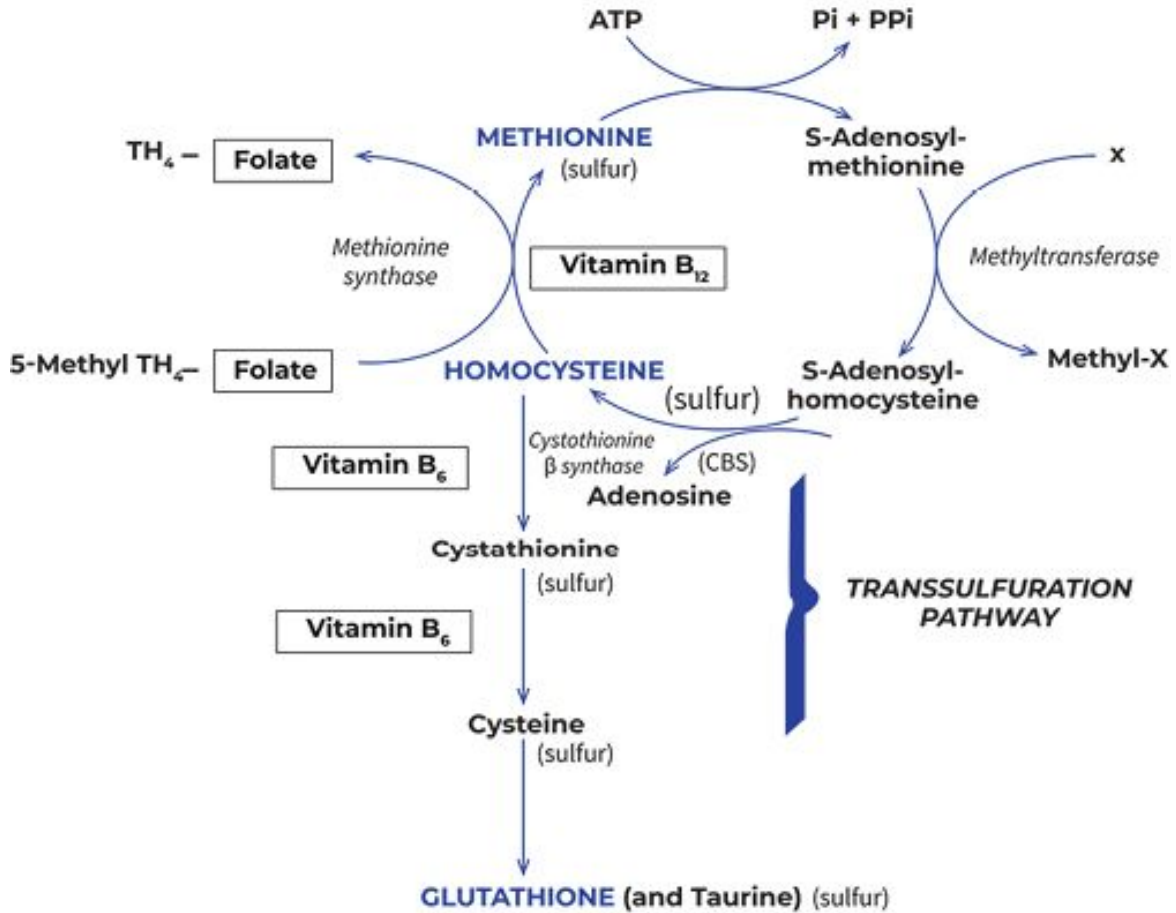 ATP
Pi + PPi
METHIONINE
(sulfur)
S-Adenosyl-
methionine
x
TH₄ – Folate
Methionine
synthase
Vitamin B₁₂
Methyltransferase
5-Methyl TH₄– Folate
HOMOCYSTEINE
(sulfur)
S-Adenosyl-
homocysteine
Methyl-X
Vitamin B₆
Cystothionine
β synthase
(CBS)
Adenosine
Cystathionine
(sulfur)
TRANSSULFURATION
PATHWAY
Vitamin B₆
Cysteine
(sulfur)
GLUTATHIONE (and Taurine) (sulfur)